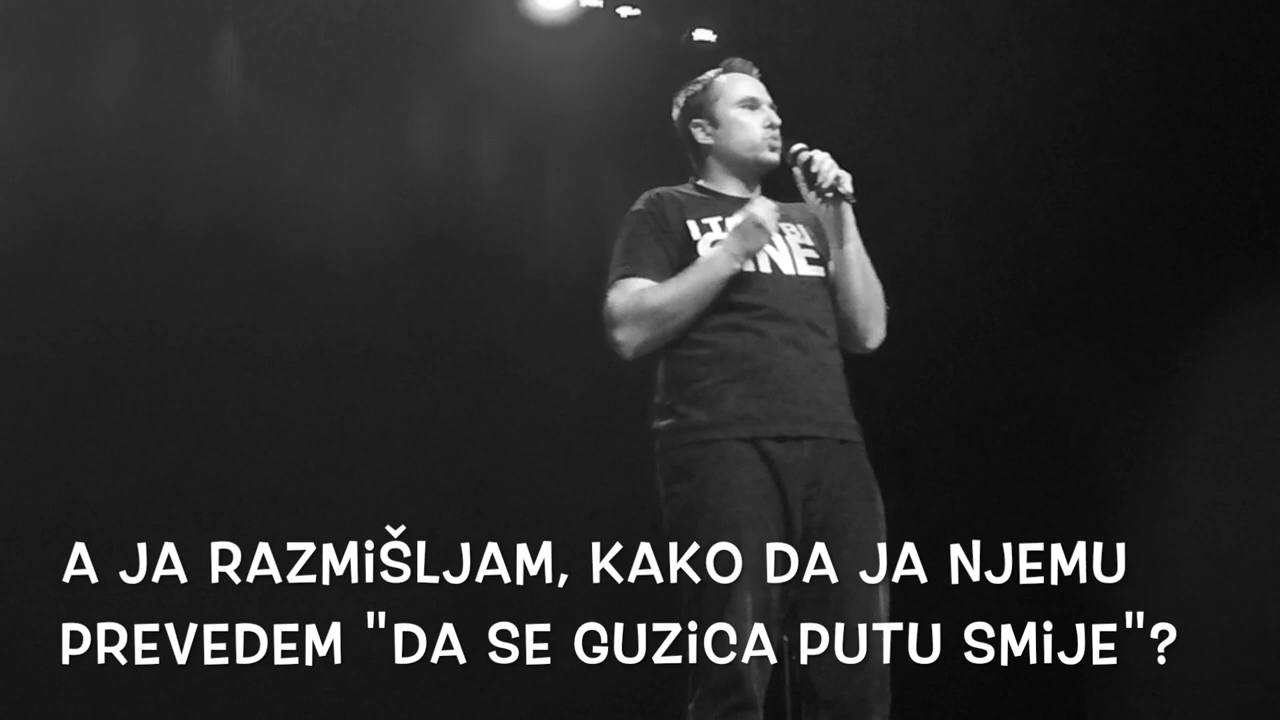 A JA RAZMIŠLJAM, KAKO DA JA NJEMU
PREVEDEM "DA SE GUZICA PUTU SMIJE"?